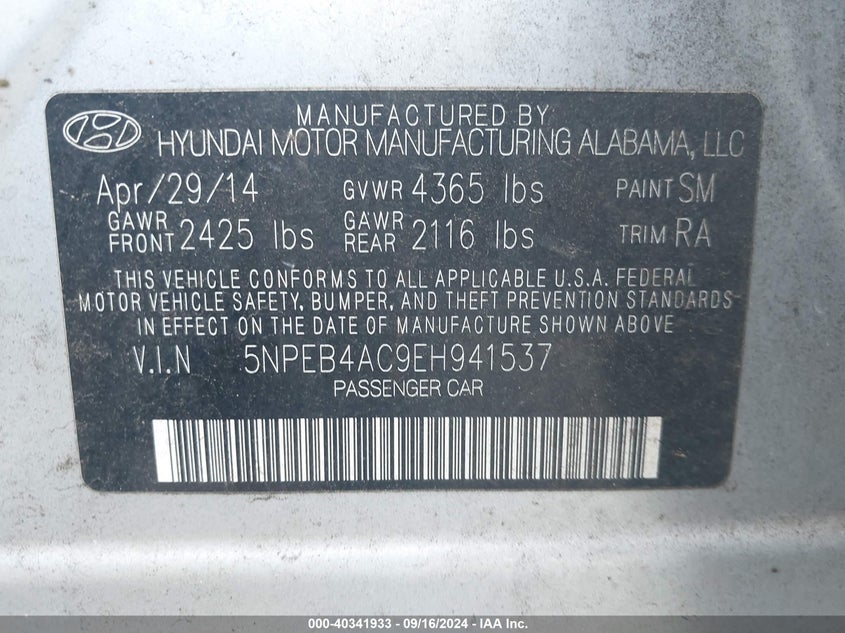 MANUFACTURED BY
HYUNDAI MOTOR MANUFACTURING ALABAMA, LLC
Apr/29/14 GVWR 4365 lbs PAINT SM
GAWR FRONT 2425 lbs GAWR REAR 2116 lbs TRIM RA
THIS VEHICLE CONFORMS TO ALL APPLICABLE U.S.A. FEDERAL
MOTOR VEHICLE SAFETY, BUMPER, AND THEFT PREVENTION STANDARDS
IN EFFECT ON THE DATE OF MANUFACTURE SHOWN ABOVE
V.I.N 5NPEB4AC9EH941537
PASSENGER CAR
000-40341933 - 09/16/2024 - IAA Inc.